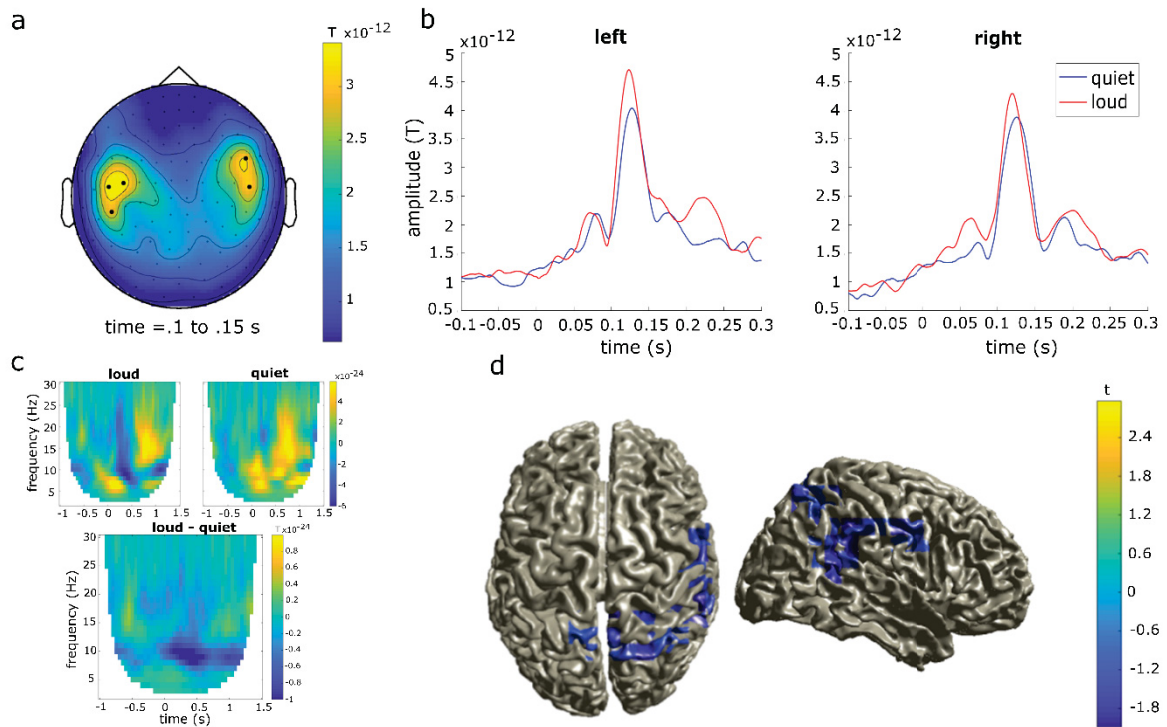 a
T x10⁻¹²
3
2.5
2
1.5
1
time =.1 to .15 s
b
left
x10⁻¹²
5
4.5
4
3.5
3
2.5
2
1.5
1
0.5
amplitude (T)
-0.1 -0.05 0 0.05 0.1 0.15 0.2 0.25 0.3
time (s)
right
x10⁻¹²
5
4.5
4
3.5
3
2.5
2
1.5
1
0.5
-0.1 -0.05 0 0.05 0.1 0.15 0.2 0.25 0.3
time (s)
quiet
loud
c
loud
frequency (Hz)
30
25
20
15
10
5
-1 -0.5 0 0.5 1 1.5
quiet
-1 -0.5 0 0.5 1 1.5
x10⁻²⁴
4
2
0
-2
-4
-6
loud - quiet
frequency (Hz)
30
25
20
15
10
5
-1 -0.5 0 0.5 1 1.5
time (s)
T x10⁻²⁴
0.8
0.6
0.4
0.2
0
-0.2
-0.4
-0.6
-0.8
-1
d
t
2.4
1.8
1.2
0.6
0
-0.6
-1.2
-1.8